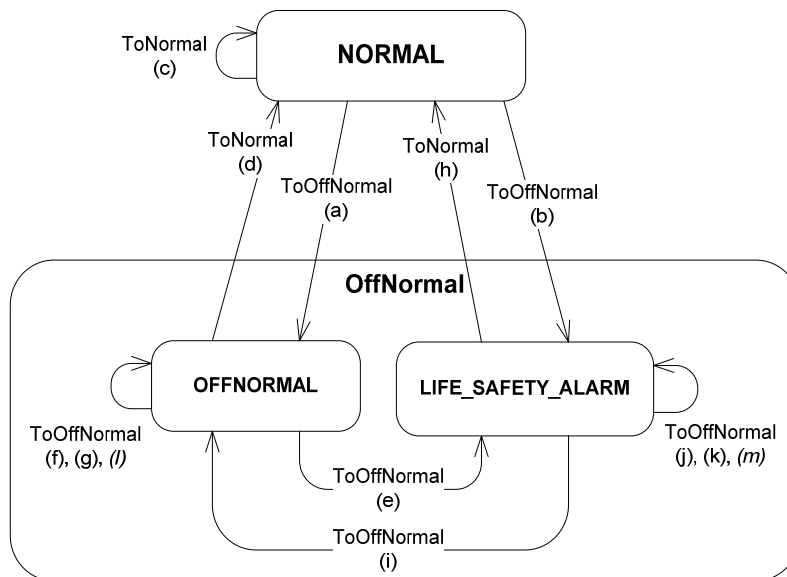 ToNormal
(c)
NORMAL
ToNormal
(d)
ToOffNormal
(a)
ToNormal
(h)
ToOffNormal
(b)
OffNormal
OFFNORMAL
LIFE_SAFETY_ALARM
ToOffNormal
(f), (g), (l)
ToOffNormal
(e)
ToOffNormal
(j), (k), (m)
ToOffNormal
(i)